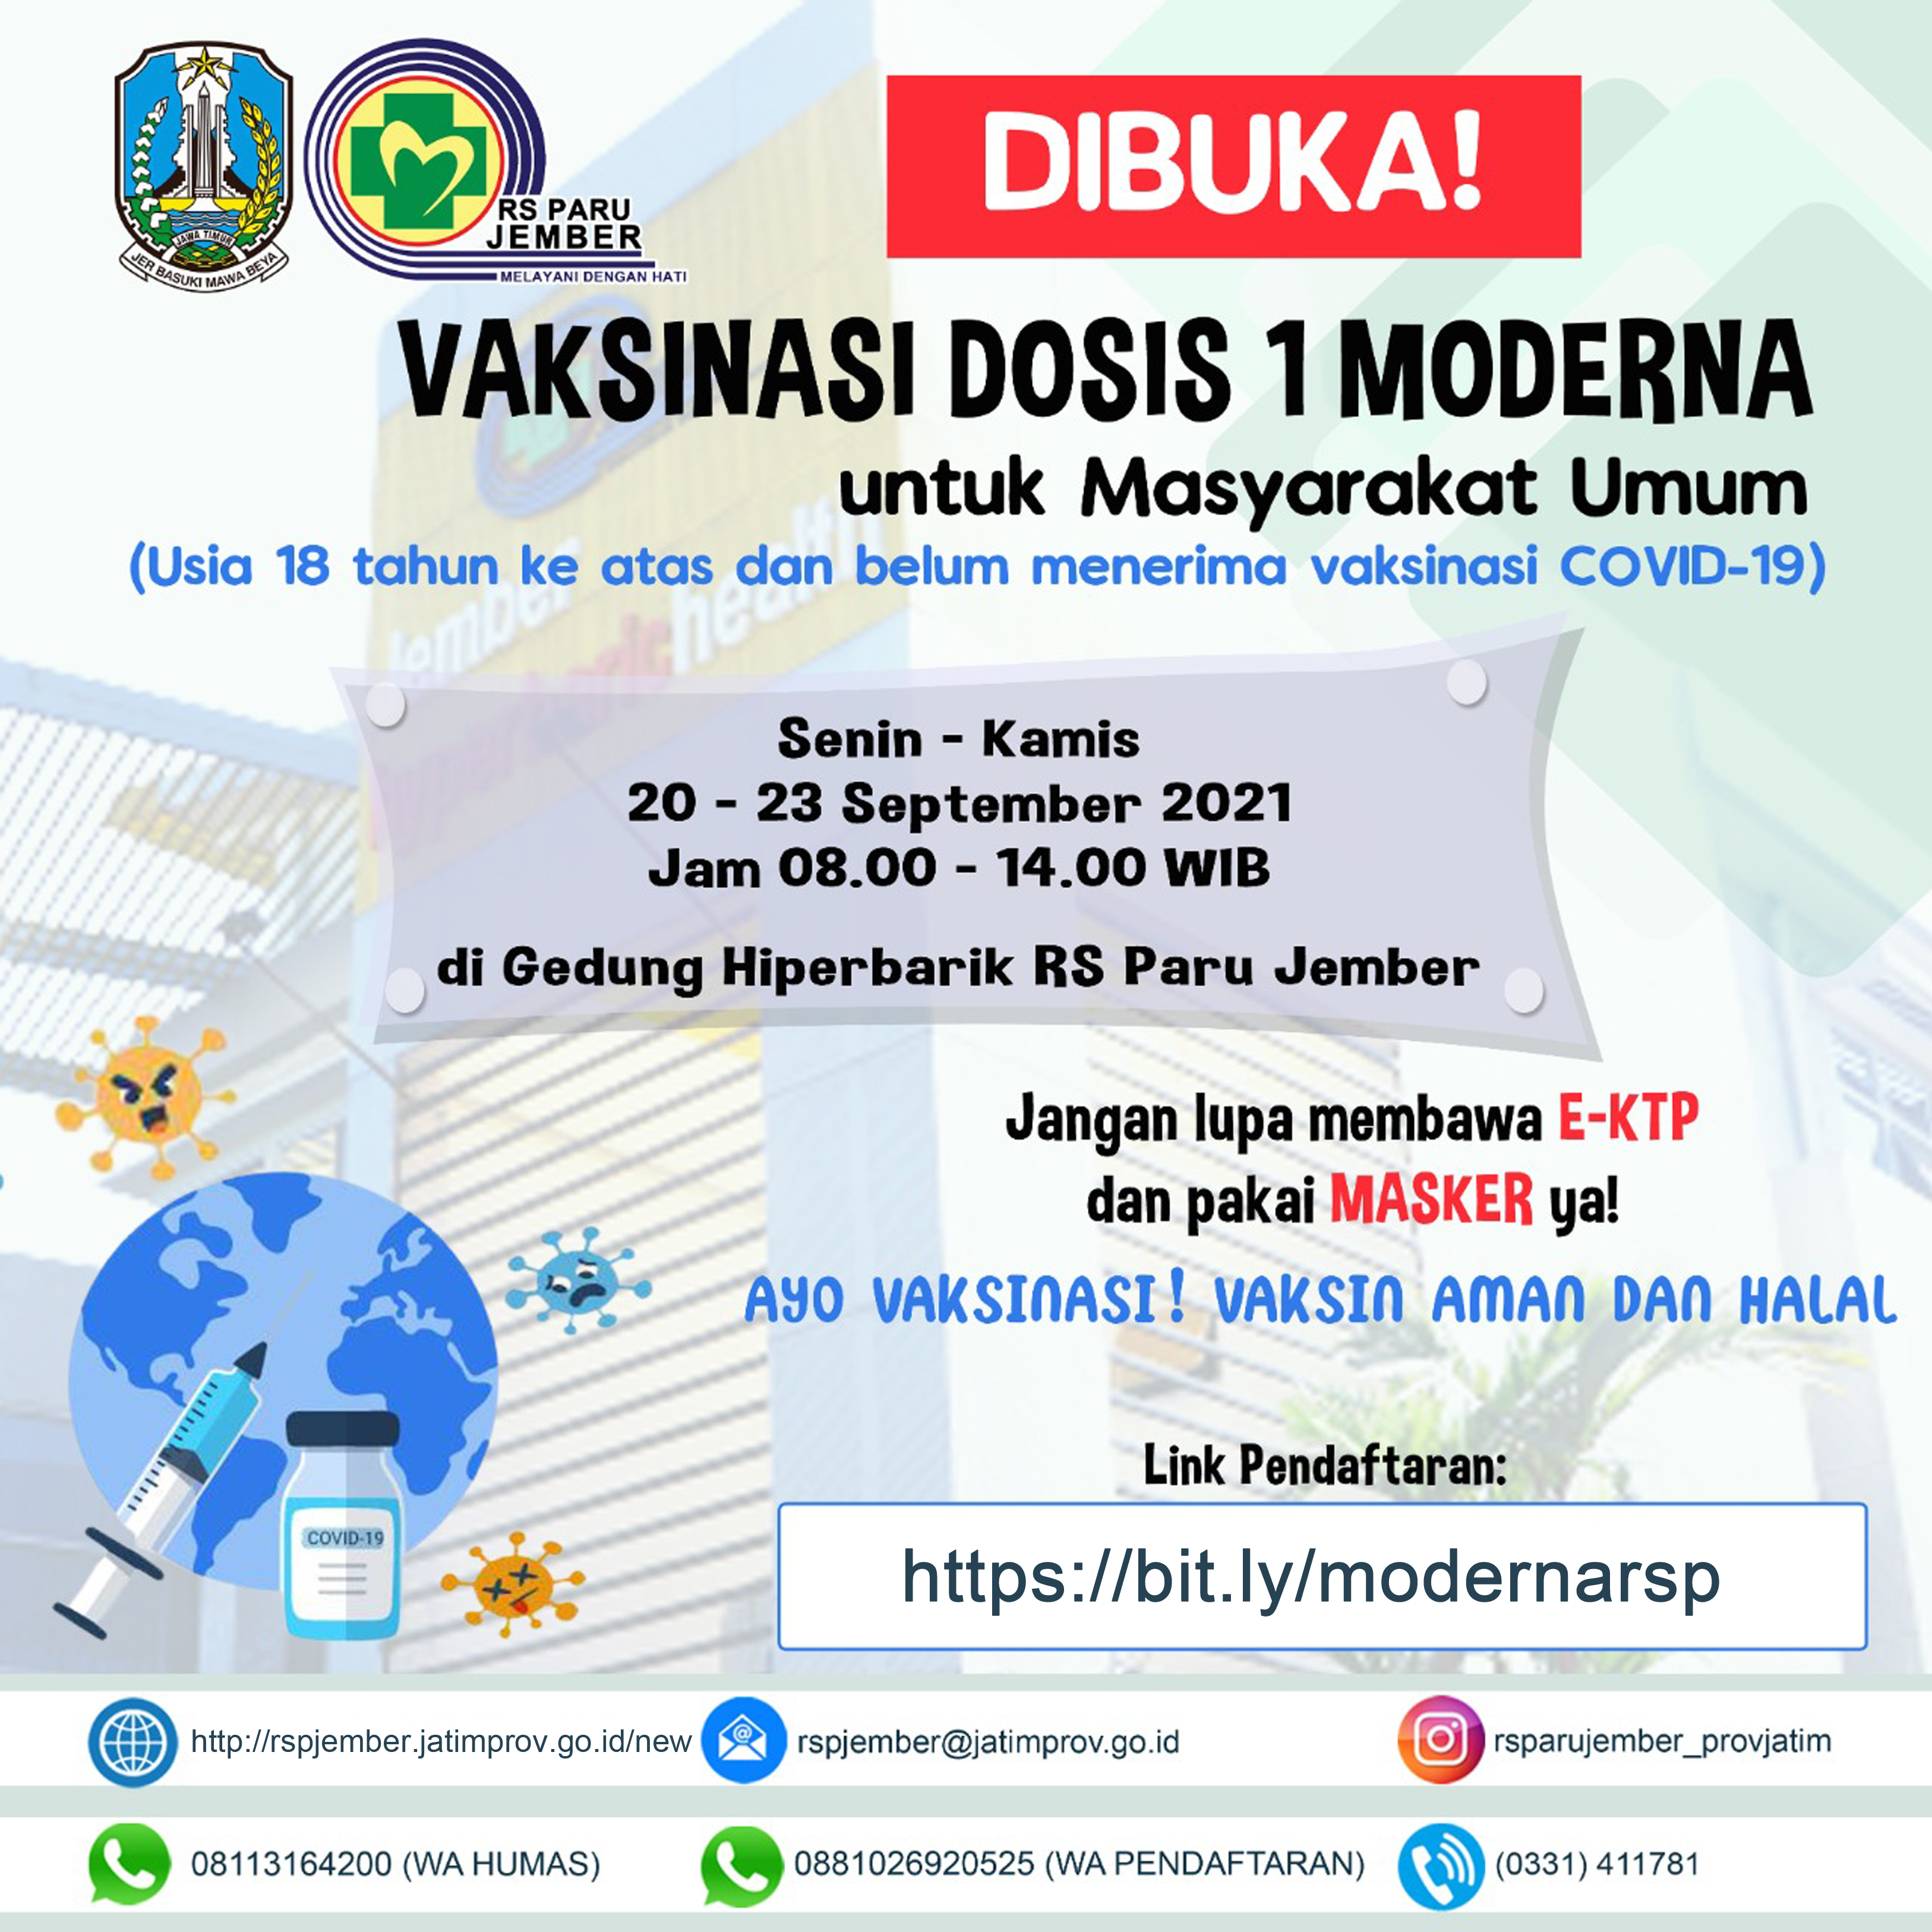 JAWA TIMUR
JER BASUKI MAWA BEYA
RS PARU
JEMBER
MELAYANI DENGAN HATI
DIBUKA!
VAKSINASI DOSIS 1 MODERNA
untuk Masyarakat Umum
(Usia 18 tahun ke atas dan belum menerima vaksinasi COVID-19)
Jember
health
Senin - Kamis
20 - 23 September 2021
Jam 08.00 - 14.00 WIB
di Gedung Hiperbarik RS Paru Jember
Jangan lupa membawa E-KTP
dan pakai MASKER ya!
AYO VAKSINASI! VAKSIN AMAN DAN HALAL
COVID-19
Link Pendaftaran:
https://bit.ly/modernarsp
http://rspjember.jatimprov.go.id/new
rspjember@jatimprov.go.id
rsparujember_provjatim
08113164200 (WA HUMAS)
0881026920525 (WA PENDAFTARAN)
(0331) 411781